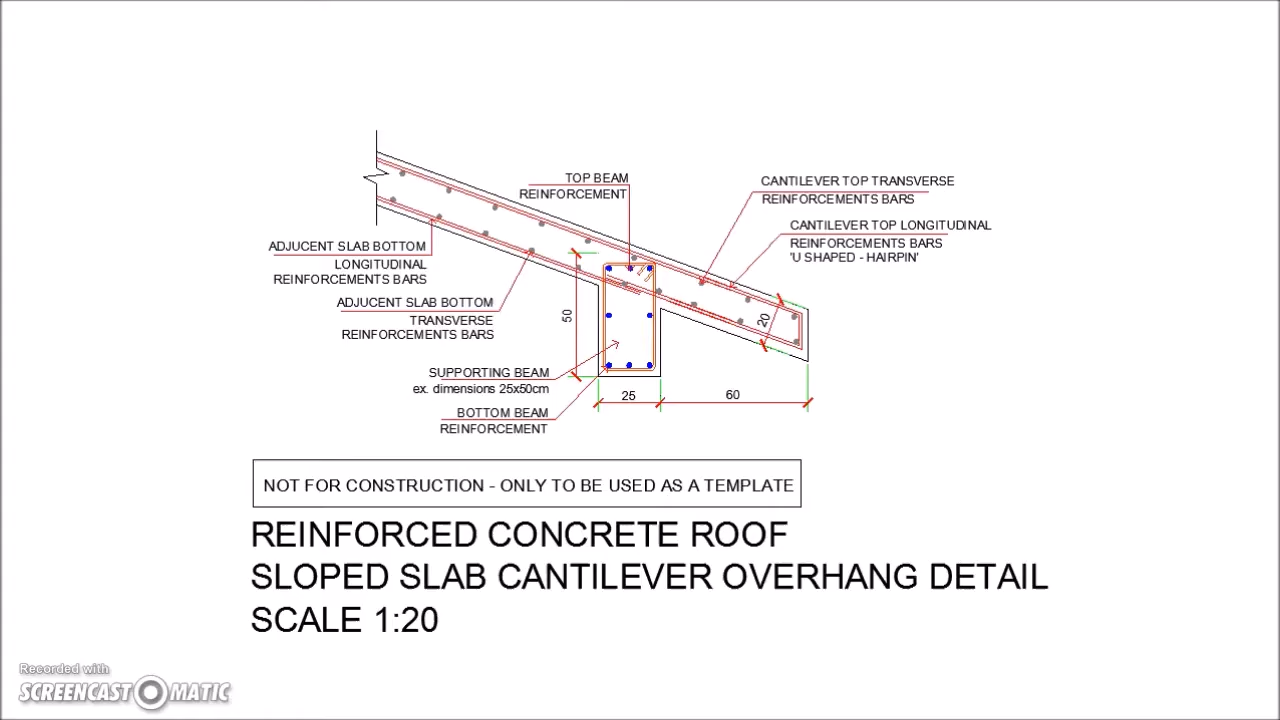 TOP BEAM
REINFORCEMENT
CANTILEVER TOP TRANSVERSE
REINFORCEMENTS BARS
CANTILEVER TOP LONGITUDINAL
REINFORCEMENTS BARS
'U SHAPED - HAIRPIN'
ADJUCENT SLAB BOTTOM
LONGITUDINAL
REINFORCEMENTS BARS
ADJUCENT SLAB BOTTOM
TRANSVERSE
REINFORCEMENTS BARS
50
20
SUPPORTING BEAM
ex. dimensions 25x50cm
25
60
BOTTOM BEAM
REINFORCEMENT
NOT FOR CONSTRUCTION - ONLY TO BE USED AS A TEMPLATE
REINFORCED CONCRETE ROOF
SLOPED SLAB CANTILEVER OVERHANG DETAIL
SCALE 1:20
Recorded with
SCREENCAST MATIC